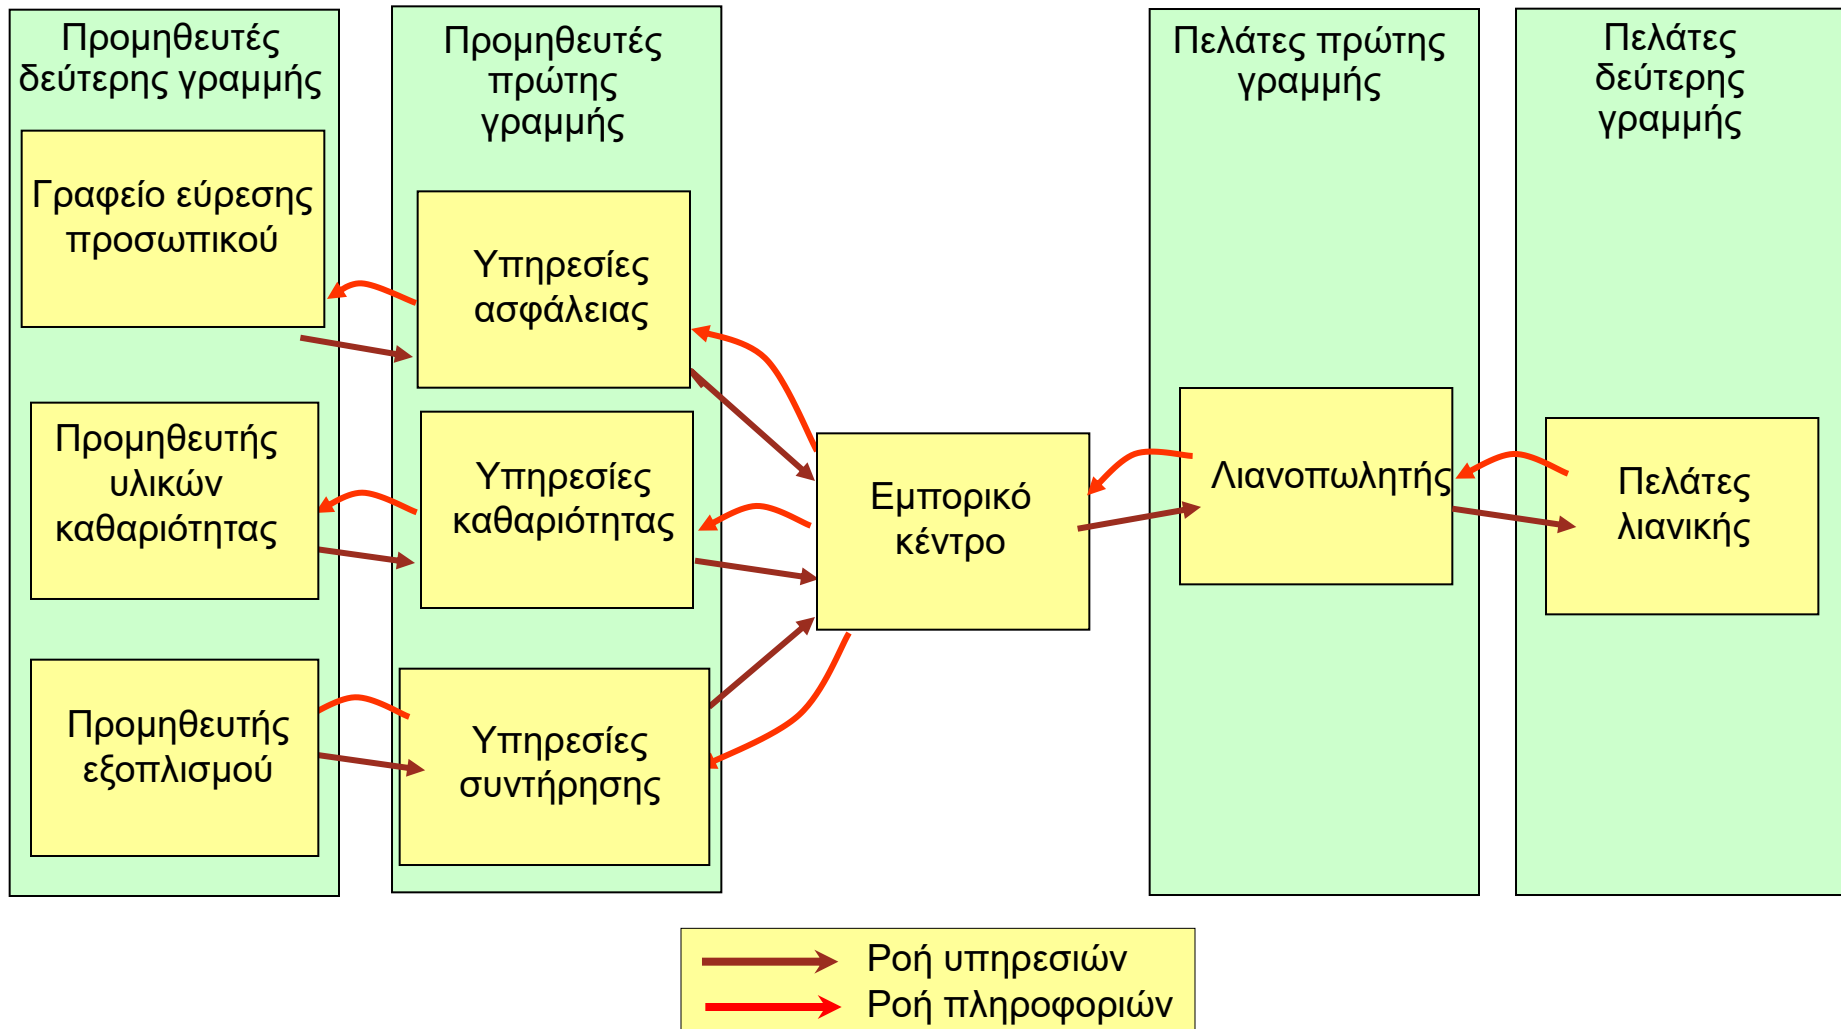 Προμηθευτές
δεύτερης γραμμής
Γραφείο εύρεσης
προσωπικού
Προμηθευτής
υλικών
καθαριότητας
Προμηθευτής
εξοπλισμού
Προμηθευτές
πρώτης
γραμμής
Υπηρεσίες
ασφάλειας
Υπηρεσίες
καθαριότητας
Υπηρεσίες
συντήρησης
Εμπορικό
κέντρο
Πελάτες πρώτης
γραμμής
Λιανοπωλητής
Πελάτες
δεύτερης
γραμμής
Πελάτες
λιανικής
Ροή υπηρεσιών
Ροή πληροφοριών